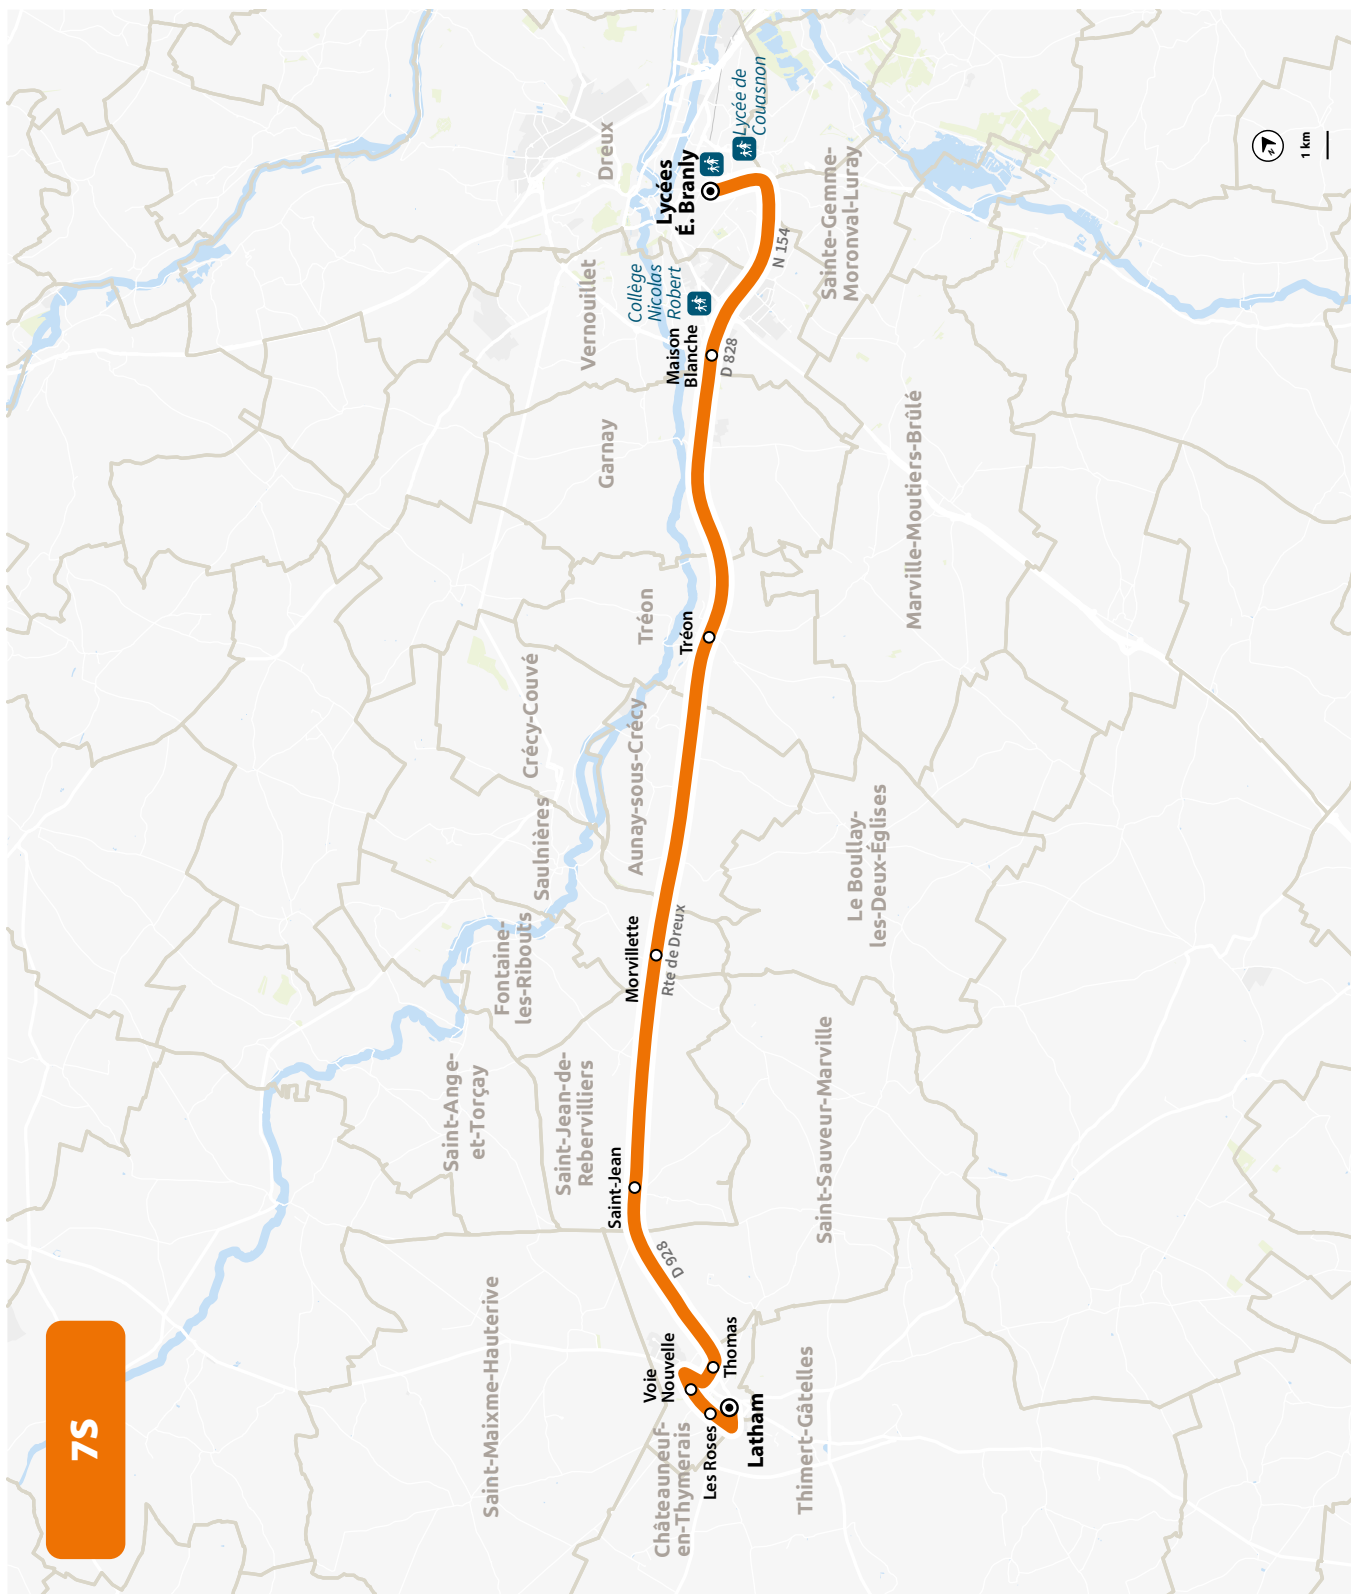 7S
Saint-Maixme-Hauterive
Châteauneuf-
en-Thymerais
Thimert-Gâtelles
Latham
Les Roses
Voie
Nouvelle
Thomas
D 928
Saint-Jean
Saint-Jean-de-
Rebervilliers
Saint-Ange-
et-Torçay
Saint-Sauveur-Marville
Fontaine-
les-Ribouts
Morvillette
Rte de Dreux
Saulnières
Crécy-Couvé
Aunay-sous-Crécy
Le Boullay-
les-Deux-Églises
Tréon
Tréon
Marville-Moutiers-Brûlé
Garnay
Vernouillet
Maison
Blanche
D 828
Collège
Nicolas
Robert
N 154
Sainte-Gemme-
Moronval-Luray
Dreux
Lycées
É. Branly
Lycée de
Couasnon
N
1 km